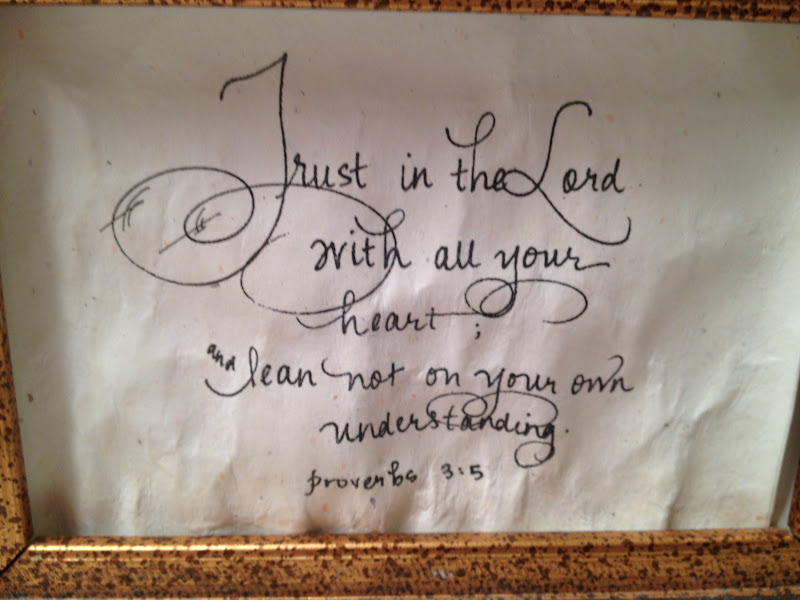 Trust in the Lord
with all your
heart ;
and lean not on your own
understanding.
proverbs 3:5